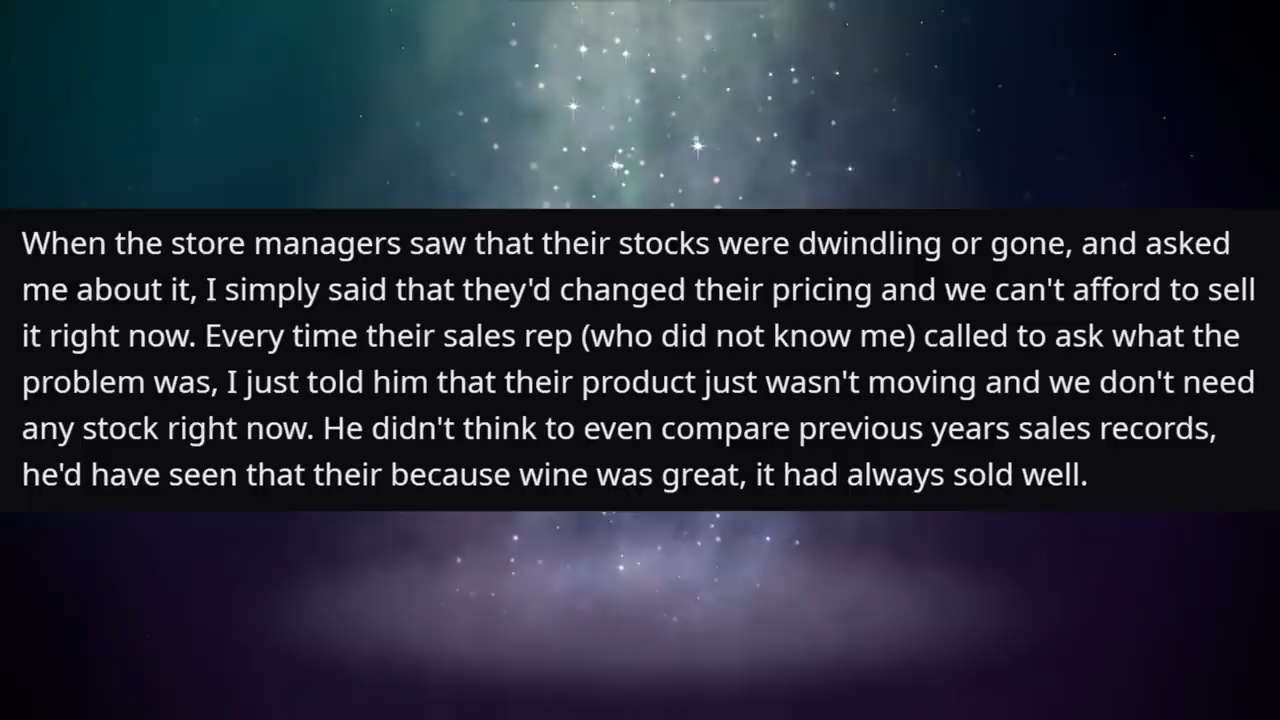 When the store managers saw that their stocks were dwindling or gone, and asked
me about it, I simply said that they'd changed their pricing and we can't afford to sell
it right now. Every time their sales rep (who did not know me) called to ask what the
problem was, I just told him that their product just wasn't moving and we don't need
any stock right now. He didn't think to even compare previous years sales records,
he'd have seen that their because wine was great, it had always sold well.